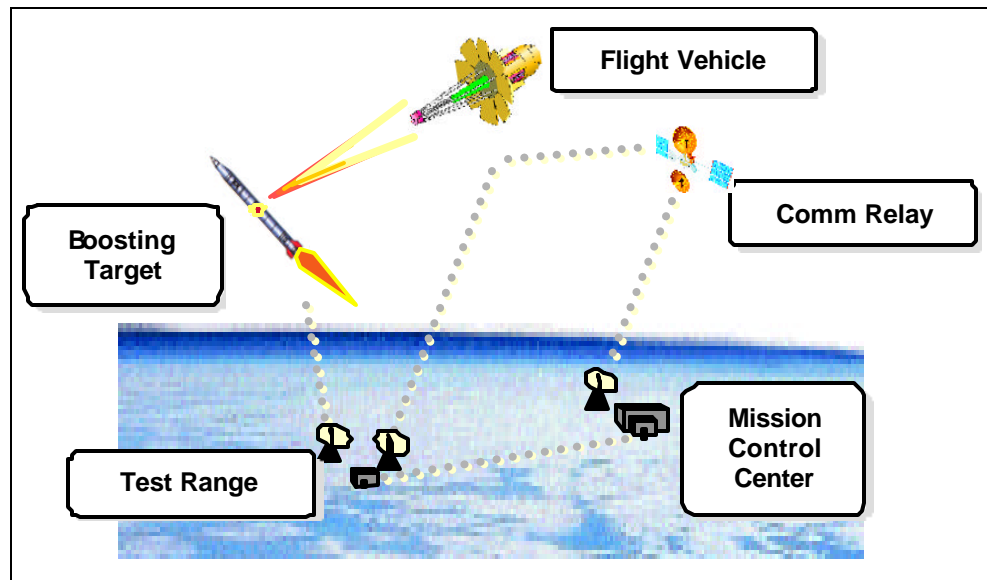 Flight Vehicle
Comm Relay
Boosting
Target
Mission
Control
Center
Test Range